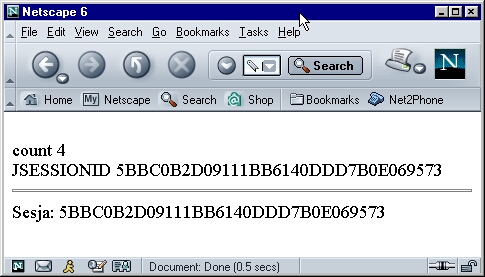 Netscape 6
File Edit View Search Go Bookmarks Tasks Help
Search
Home My Netscape Search Shop Bookmarks Net2Phone
count 4
JSESSIONID 5BBC0B2D09111BB6140DDD7B0E069573
Sesja: 5BBC0B2D09111BB6140DDD7B0E069573
Document: Done (0.5 secs)